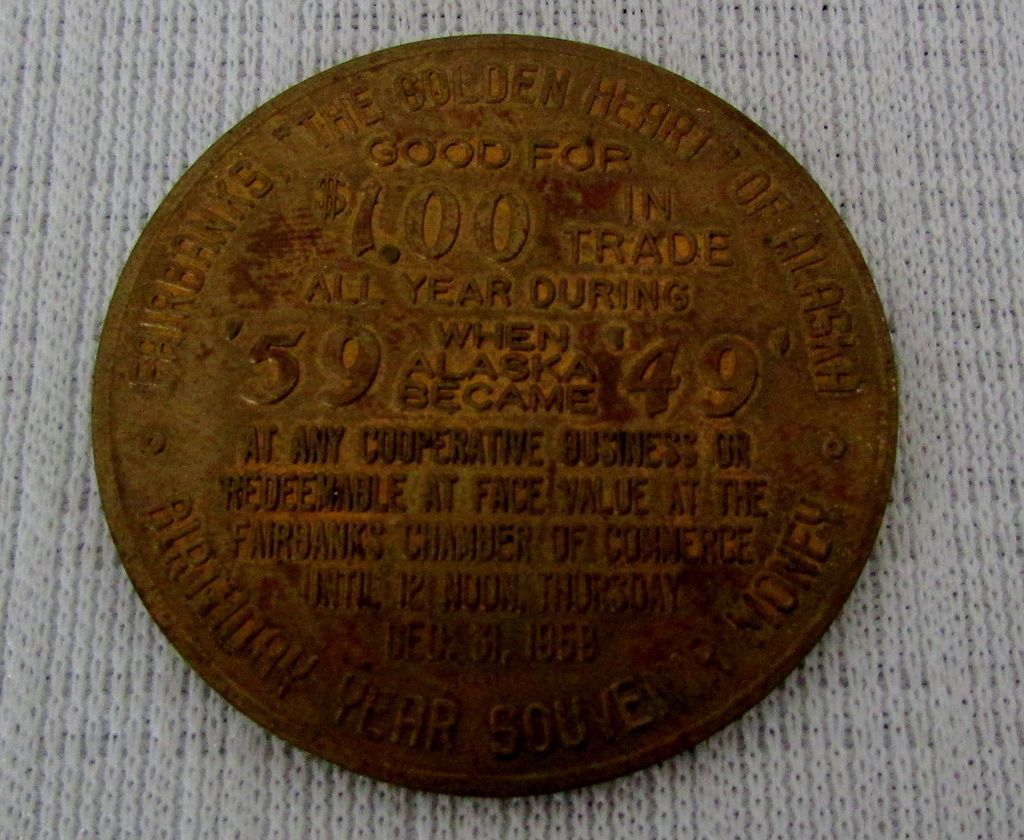 FAIRBANKS, "THE GOLDEN HEART" OF ALASKA
GOOD FOR
$1.00 IN
TRADE
ALL YEAR DURING
'59 WHEN ALASKA BECAME '49'
AT ANY COOPERATIVE BUSINESS OR
REDEEMABLE AT FACE VALUE AT THE
FAIRBANKS CHAMBER OF COMMERCE
UNTIL 12 NOON, THURSDAY
DEC. 31, 1959
BIRTHDAY YEAR SOUVENIR MONEY